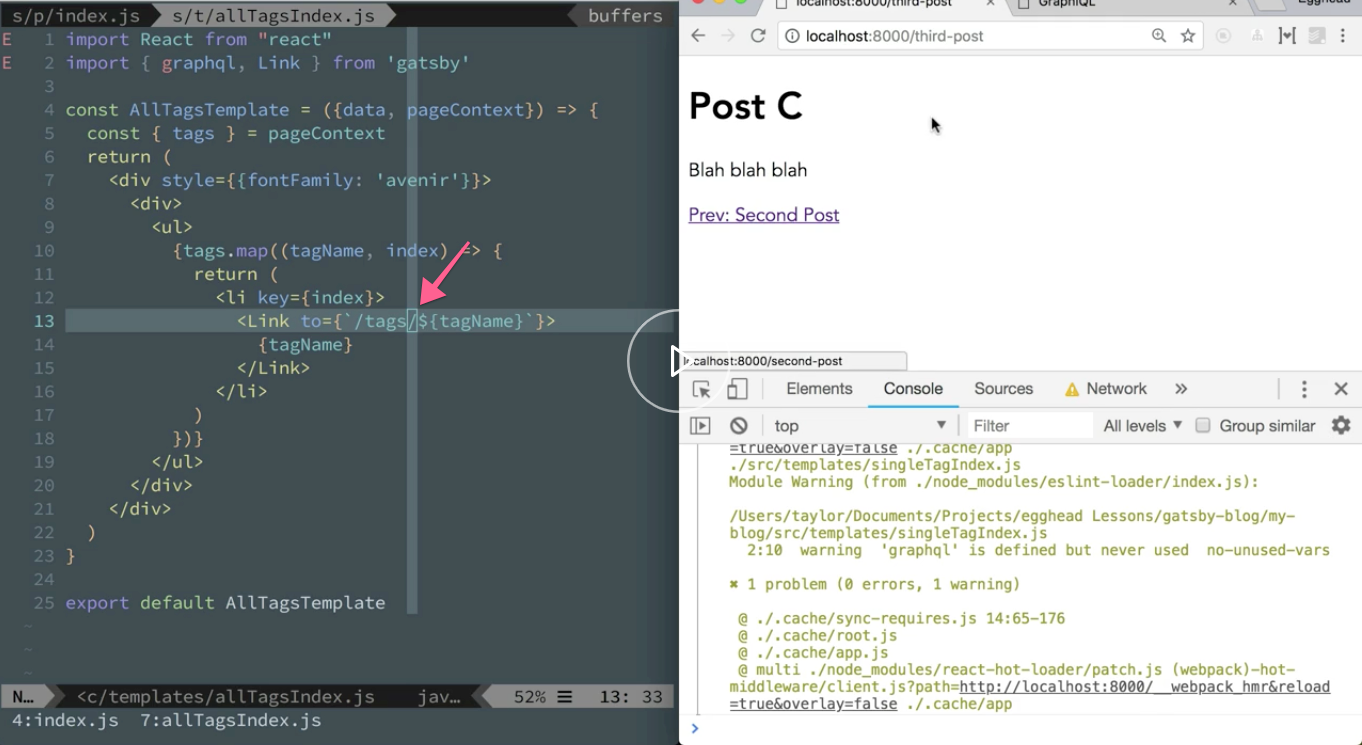 s/p/index.js s/t/allTagsIndex.js buffers
E 1 import React from "react"
E 2 import { graphql, Link } from 'gatsby'
3
4 const AllTagsTemplate = ({data, pageContext}) => {
5 const { tags } = pageContext
6 return (
7 <div style={{fontFamily: 'avenir'}}>
8 <div>
9 <ul>
10 {tags.map((tagName, index) => {
11 return (
12 <li key={index}>
13 <Link to={`/tags/${tagName}`}>
14 {tagName}
15 </Link>
16 </li>
17 )
18 })}
19 </ul>
20 </div>
21 </div>
22 )
23 }
24
25 export default AllTagsTemplate
~
~
~
N… <c/templates/allTagsIndex.js jav… 52% ☰ 13: 33
4:index.js 7:allTagsIndex.js
localhost:8000/third-post × GraphiQL × Egghead
localhost:8000/third-post
Post C
Blah blah blah
Prev: Second Post
localhost:8000/second-post
Elements Console Sources Network »
top Filter All levels Group similar
=true&overlay=false ./.cache/app
./src/templates/singleTagIndex.js
Module Warning (from ./node_modules/eslint-loader/index.js):
/Users/taylor/Documents/Projects/egghead Lessons/gatsby-blog/my-
blog/src/templates/singleTagIndex.js
2:10 warning 'graphql' is defined but never used no-unused-vars
✖ 1 problem (0 errors, 1 warning)
@ ./.cache/sync-requires.js 14:65-176
@ ./.cache/root.js
@ ./.cache/app.js
@ multi ./node_modules/react-hot-loader/patch.js (webpack)-hot-
middleware/client.js?path=http://localhost:8000/__webpack_hmr&reload
=true&overlay=false ./.cache/app
>